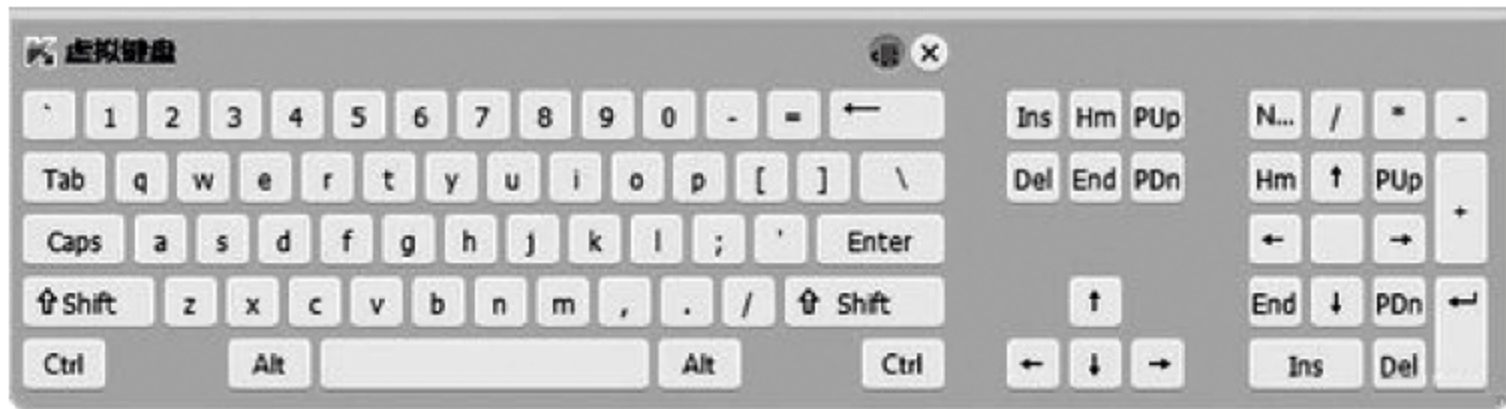 虚拟键盘
` 1 2 3 4 5 6 7 8 9 0 - = ← Ins Hm PUp N... / * -
Tab q w e r t y u i o p [ ] \ Del End PDn Hm ↑ PUp +
Caps a s d f g h j k l ; ' Enter ← →
⇧ Shift z x c v b n m , . / ⇧ Shift ↑ End ↓ PDn ↵
Ctrl Alt Alt Ctrl ← ↓ → Ins Del